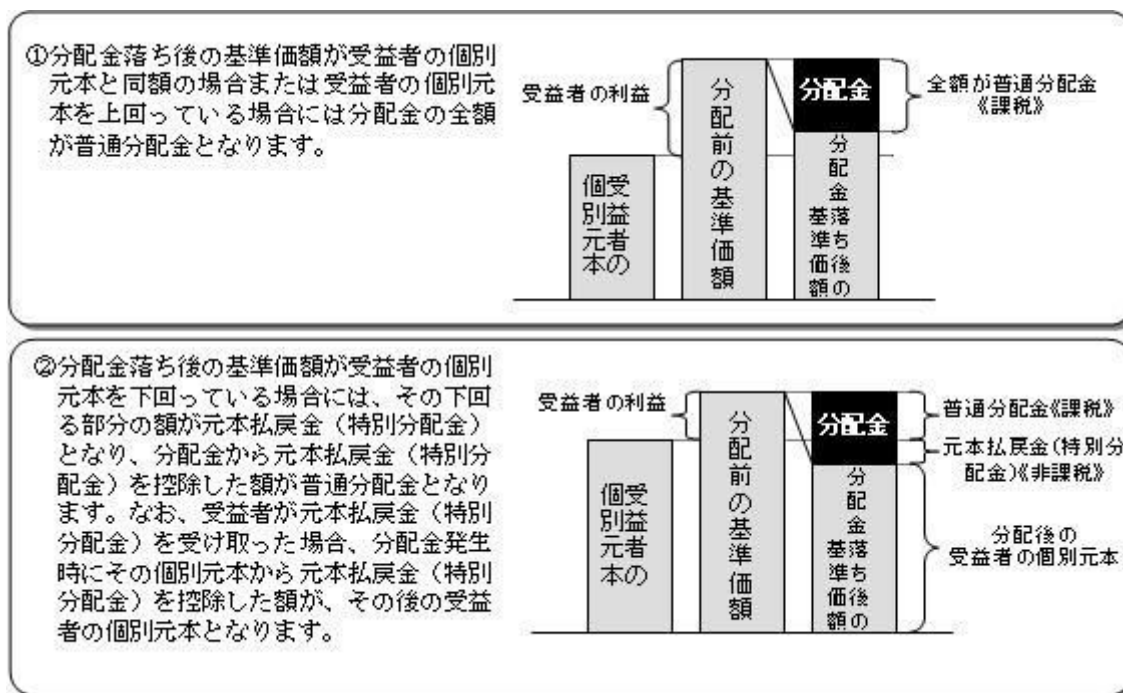 ①分配金落ち後の基準価額が受益者の個別
元本と同額の場合または受益者の個別元
本を上回っている場合には分配金の全額
が普通分配金となります。
受益者の利益
受益者の
個別元本
分配前の基準価額
分配金
分配金落ち後の
基準価額
全額が普通分配金
《課税》
②分配金落ち後の基準価額が受益者の個別
元本を下回っている場合には、その下回
る部分の額が元本払戻金（特別分配金）
となり、分配金から元本払戻金（特別分
配金）を控除した額が普通分配金となり
ます。なお、受益者が元本払戻金（特別
分配金）を受け取った場合、分配金発生
時にその個別元本から元本払戻金（特別
分配金）を控除した額が、その後の受益
者の個別元本となります。
受益者の利益
受益者の
個別元本
分配前の基準価額
分配金
分配金落ち後の
基準価額
普通分配金《課税》
元本払戻金(特別分
配金)《非課税》
分配後の
受益者の個別元本